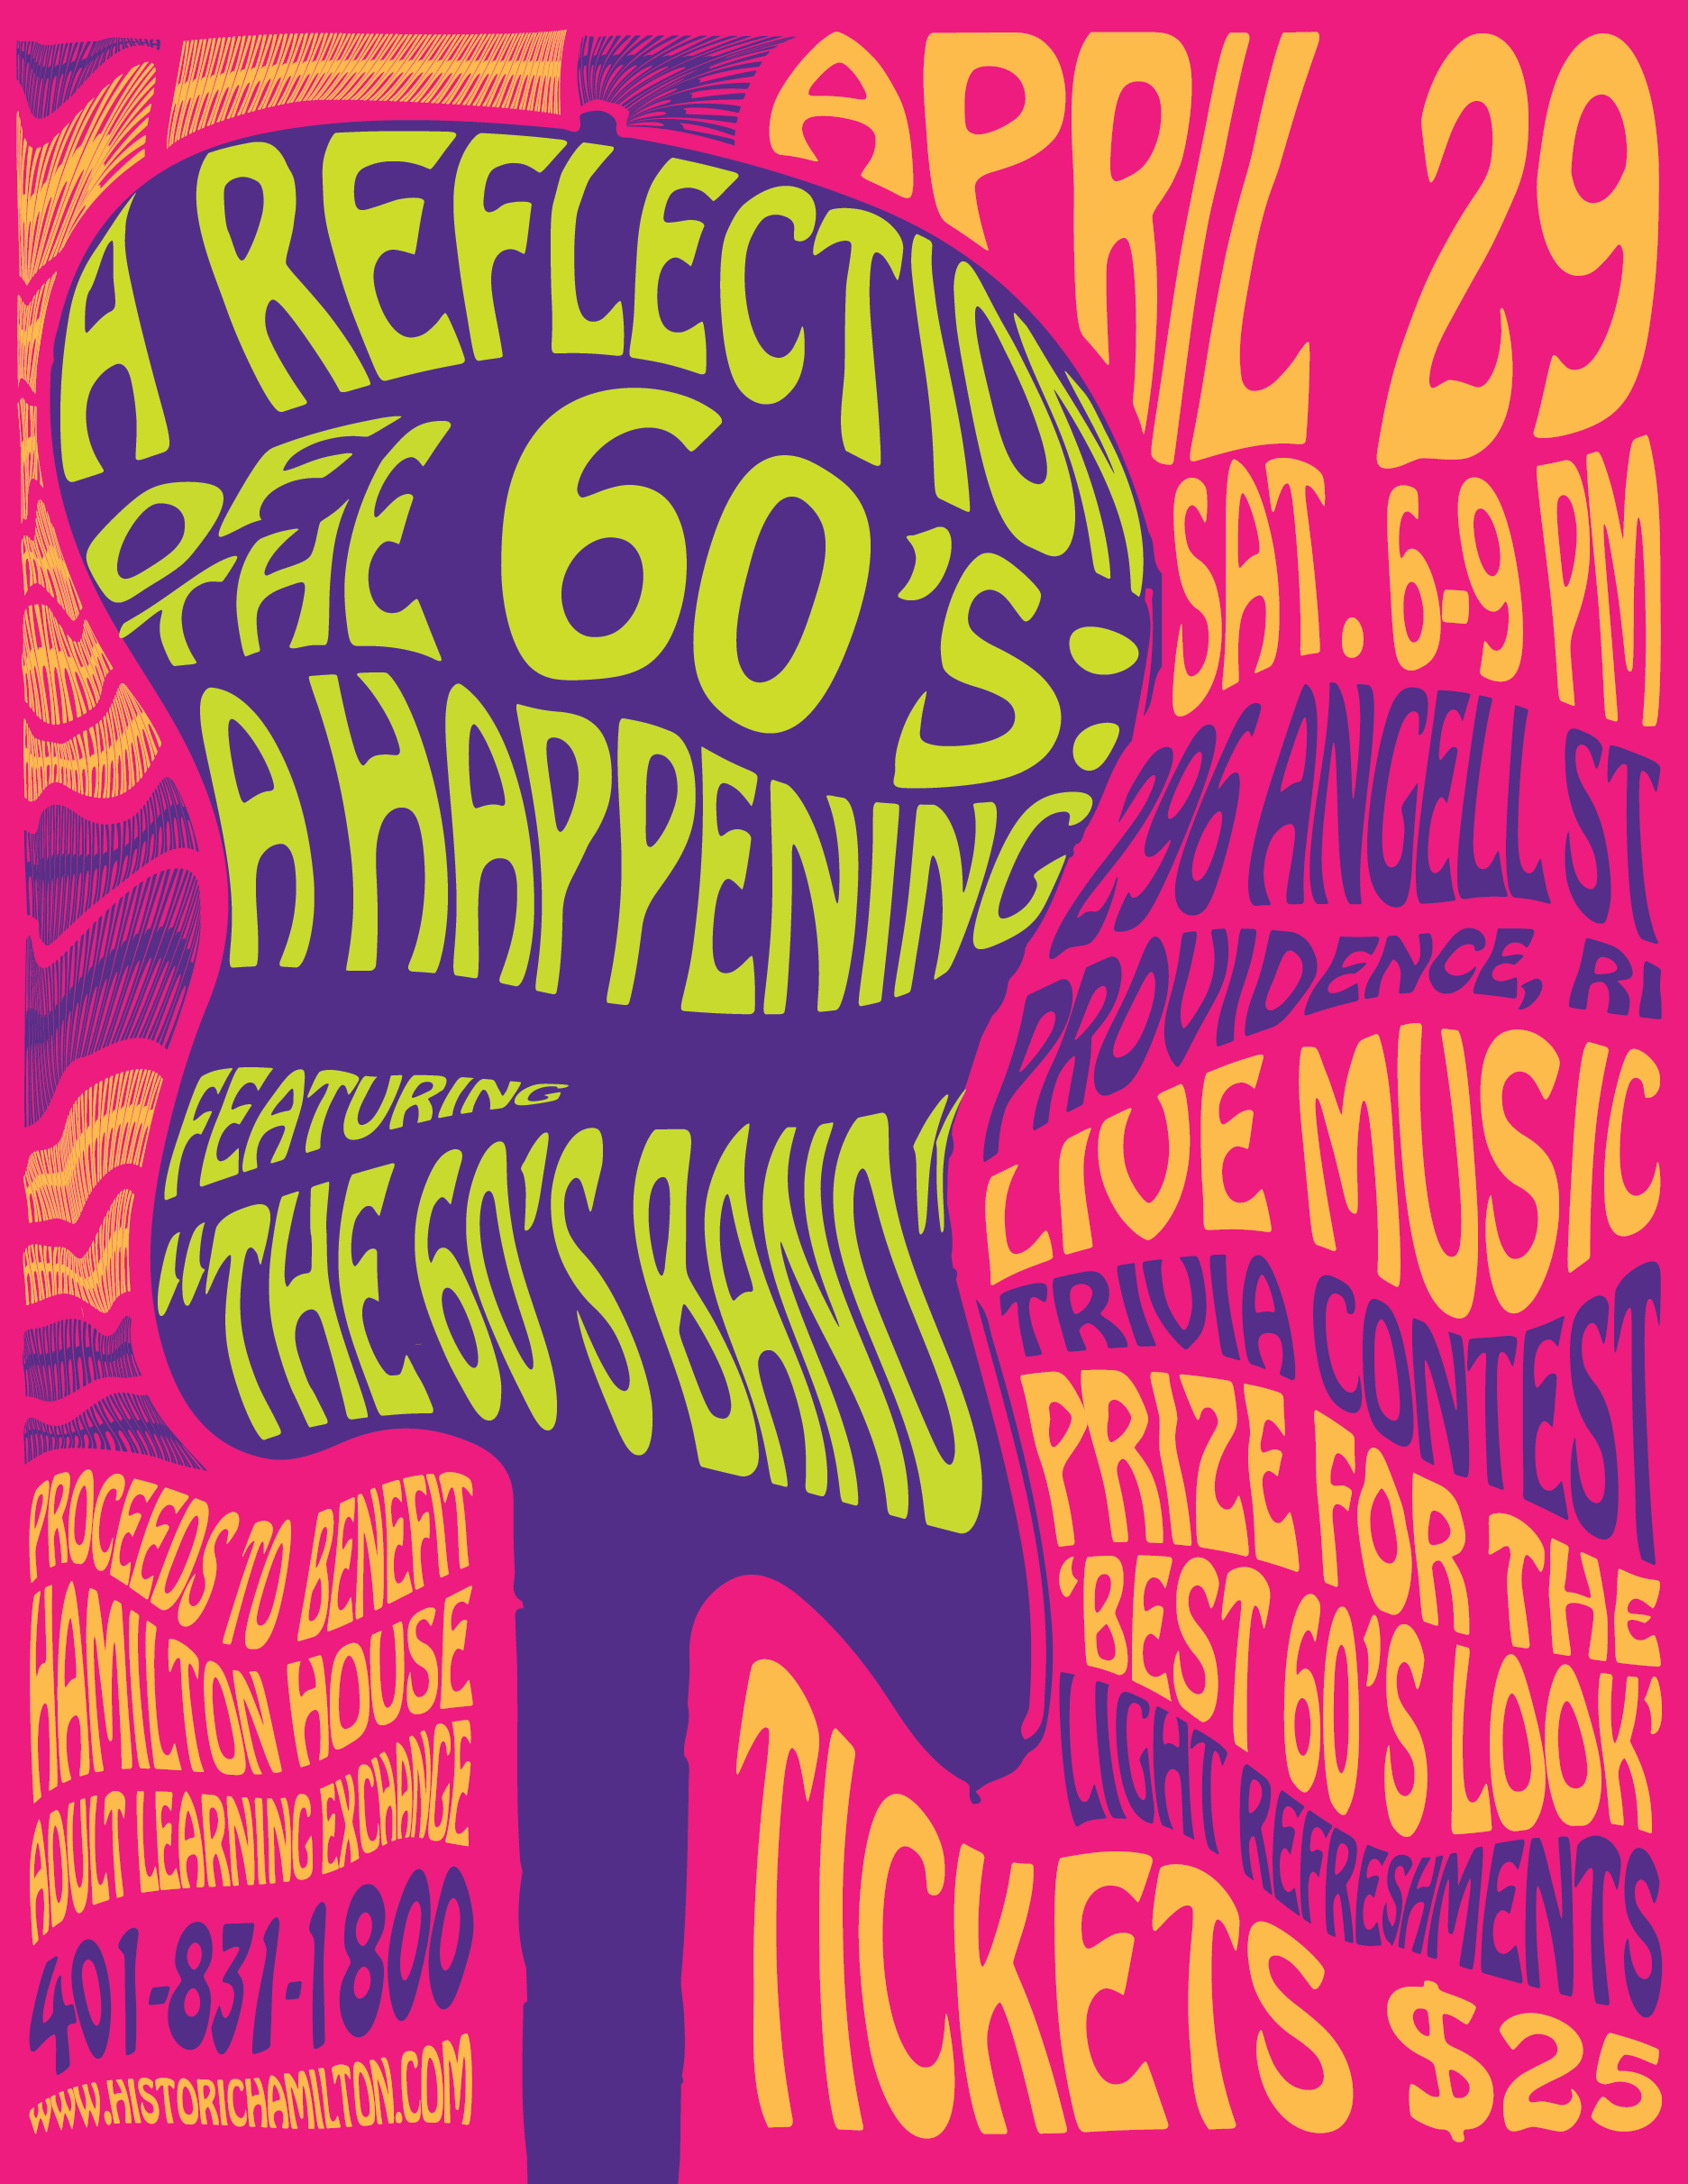 A REFLECTION
OF THE 60'S:
A HAPPENING
FEATURING
"THE 60'S BAND"
APRIL 29
SAT. 6-9 PM
276 ANGELL ST
PROVIDENCE, RI
LIVE MUSIC
TRIVIA CONTEST
PRIZE FOR THE
'BEST 60'S LOOK'
LIGHT REFRESHMENTS
TICKETS $25
PROCEEDS TO BENEFIT
HAMILTON HOUSE
ADULT LEARNING EXCHANGE
401-831-1800
WWW.HISTORICHAMILTON.COM